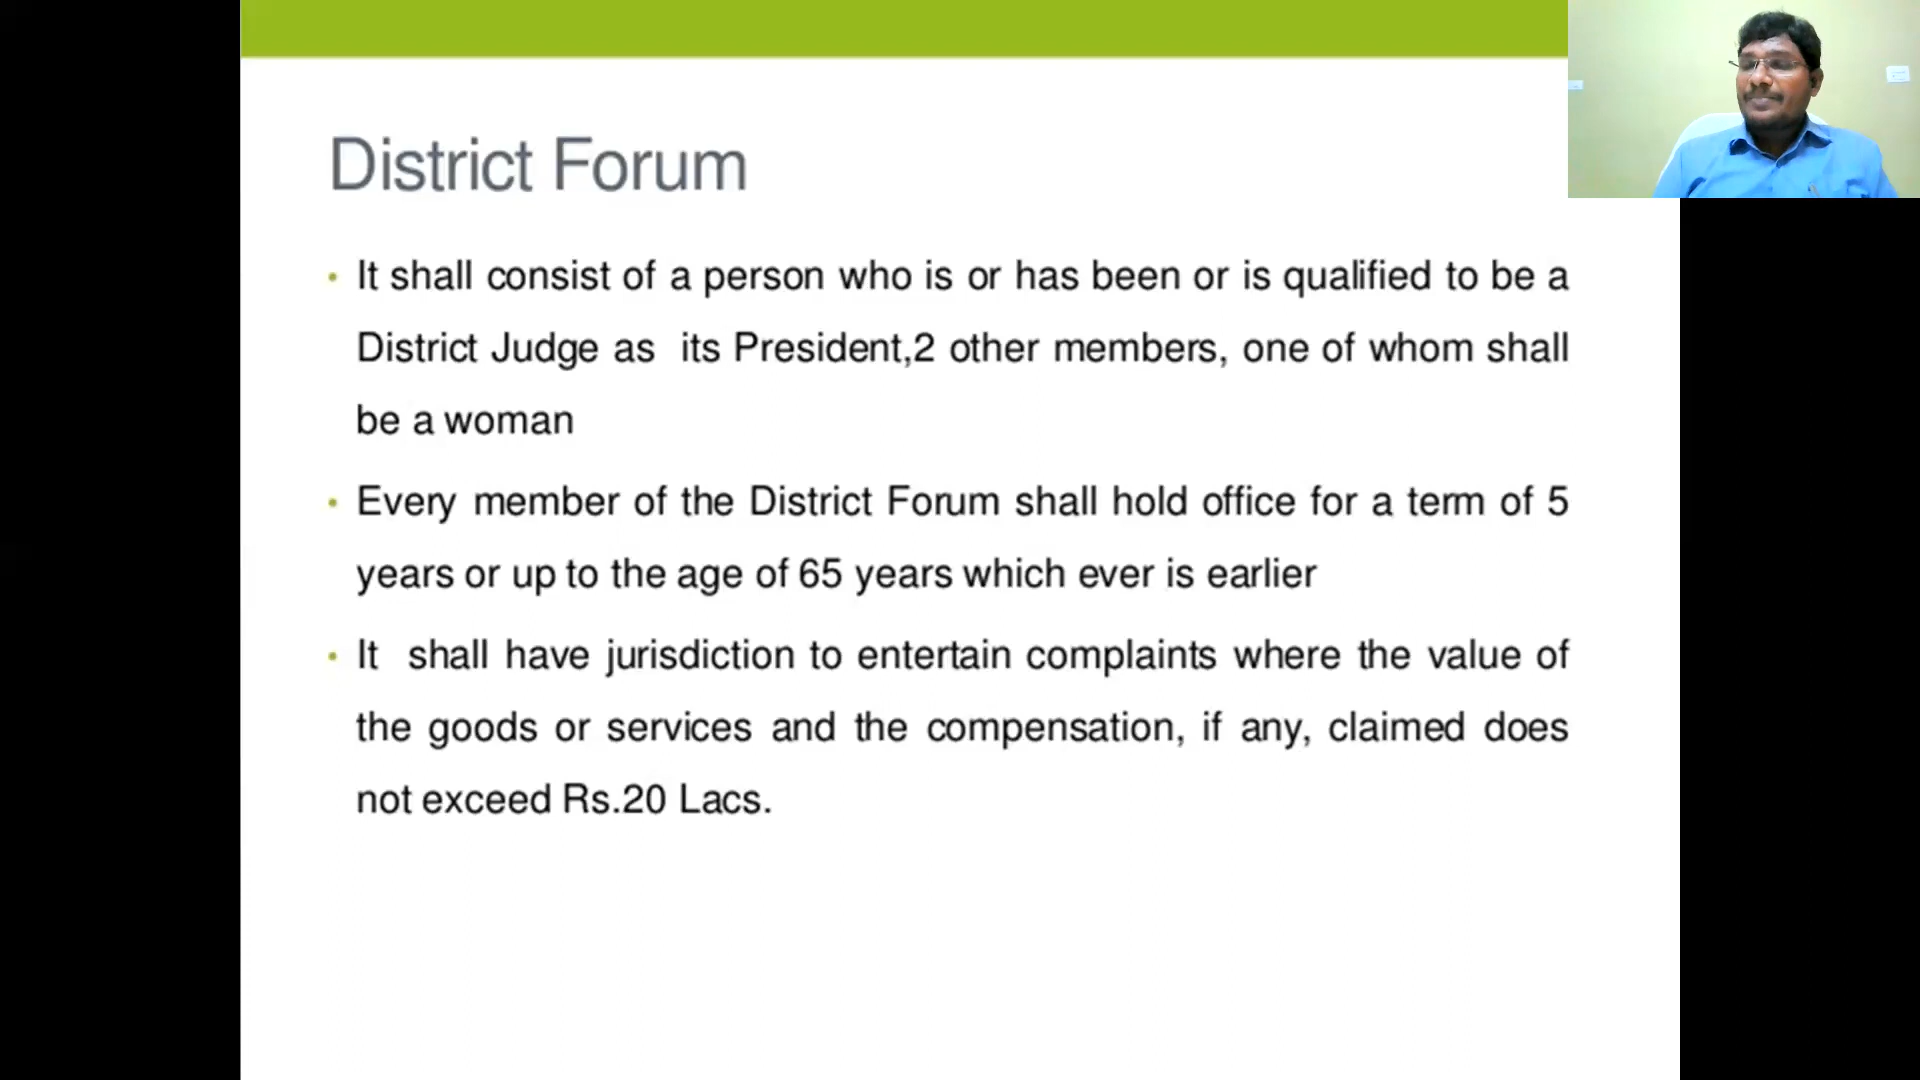 District Forum
• It shall consist of a person who is or has been or is qualified to be a
District Judge as its President,2 other members, one of whom shall
be a woman
• Every member of the District Forum shall hold office for a term of 5
years or up to the age of 65 years which ever is earlier
• It shall have jurisdiction to entertain complaints where the value of
the goods or services and the compensation, if any, claimed does
not exceed Rs.20 Lacs.